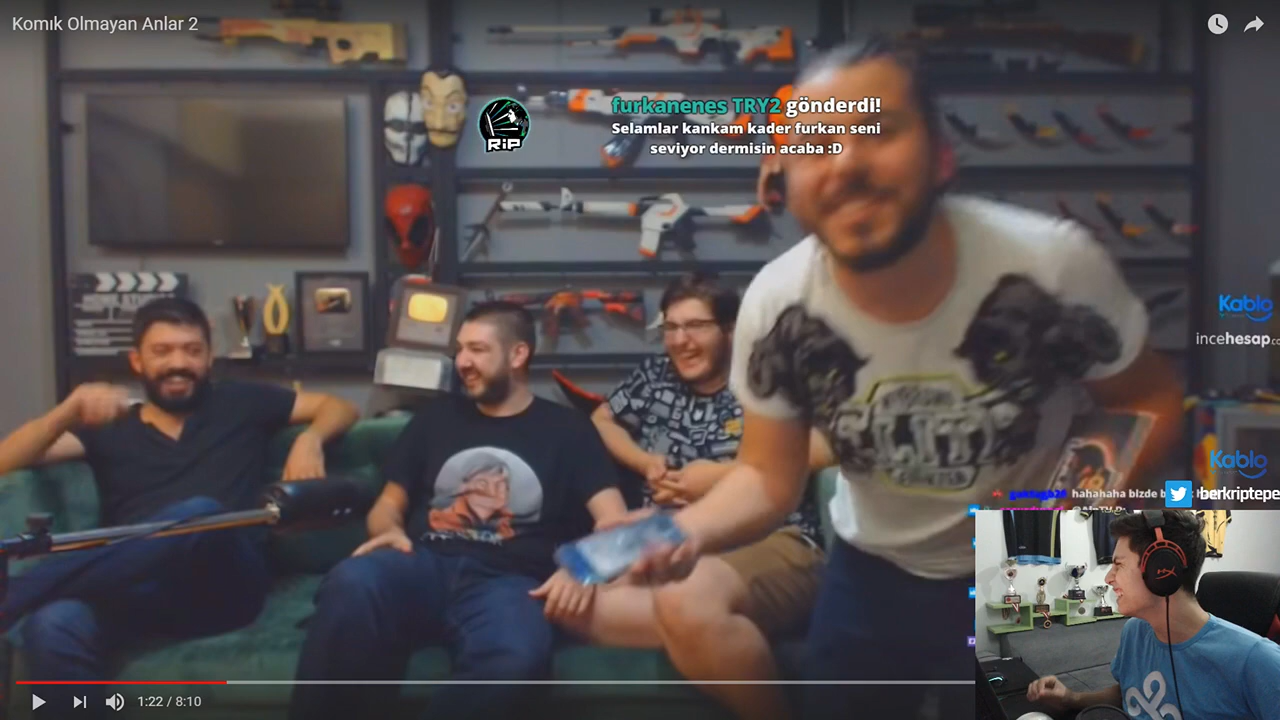 Komık Olmayan Anlar 2
furkanenes TRY2 gönderdi!
Selamlar kankam kader furkan seni
seviyor dermisin acaba :D
RiP
Kablo
incehesap.co
Kablo
hahahaha bizde b
berkriptepe
1:22 / 8:10